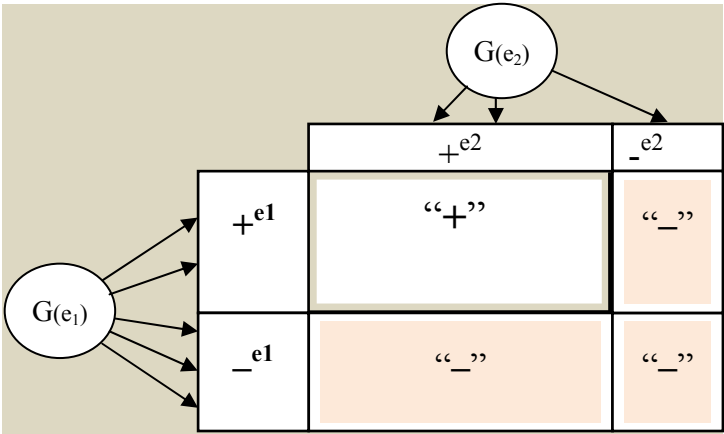 G(e₂)
+ᵉ² -ᵉ²
+ᵉ¹ “+” “–”
G(e₁)
–ᵉ¹ “–” “–”